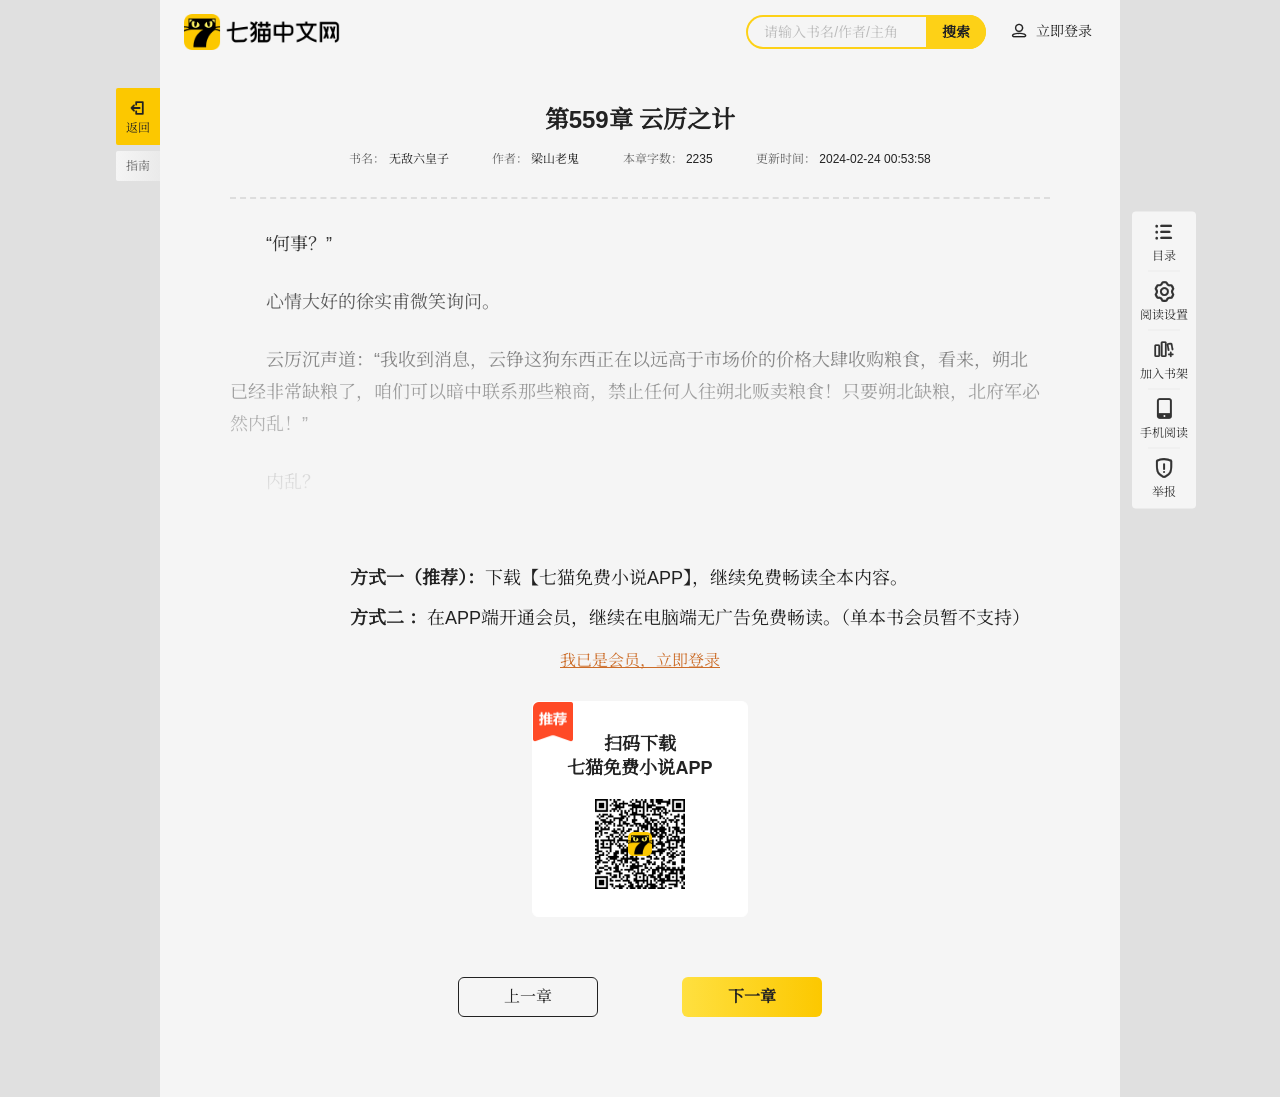 七猫中文网
请输入书名/作者/主角
搜索
立即登录
返回
指南
第559章 云厉之计
书名： 无敌六皇子 作者： 梁山老鬼 本章字数： 2235 更新时间： 2024-02-24 00:53:58
“何事？”
心情大好的徐实甫微笑询问。
云厉沉声道：“我收到消息，云铮这狗东西正在以远高于市场价的价格大肆收购粮食，看来，朔北
已经非常缺粮了，咱们可以暗中联系那些粮商，禁止任何人往朔北贩卖粮食！只要朔北缺粮，北府军必
然内乱！”
内乱？
目录
阅读设置
加入书架
手机阅读
举报
方式一（推荐）：下载【七猫免费小说APP】，继续免费畅读全本内容。
方式二 ：在APP端开通会员，继续在电脑端无广告免费畅读。（单本书会员暂不支持）
我已是会员，立即登录
推荐
扫码下载
七猫免费小说APP
上一章
下一章